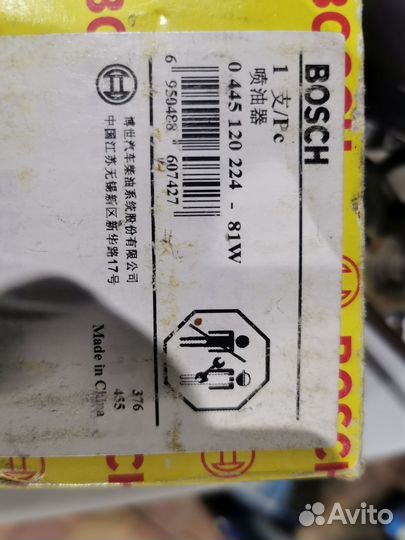 BOSCH
1 支/Pc
喷油器
0 445 120 224 - 81W
6 950488 607427
博世汽车柴油系统股份有限公司
中国江苏无锡新区新华路17号
376
455
Made in China
BOSCH
Avito